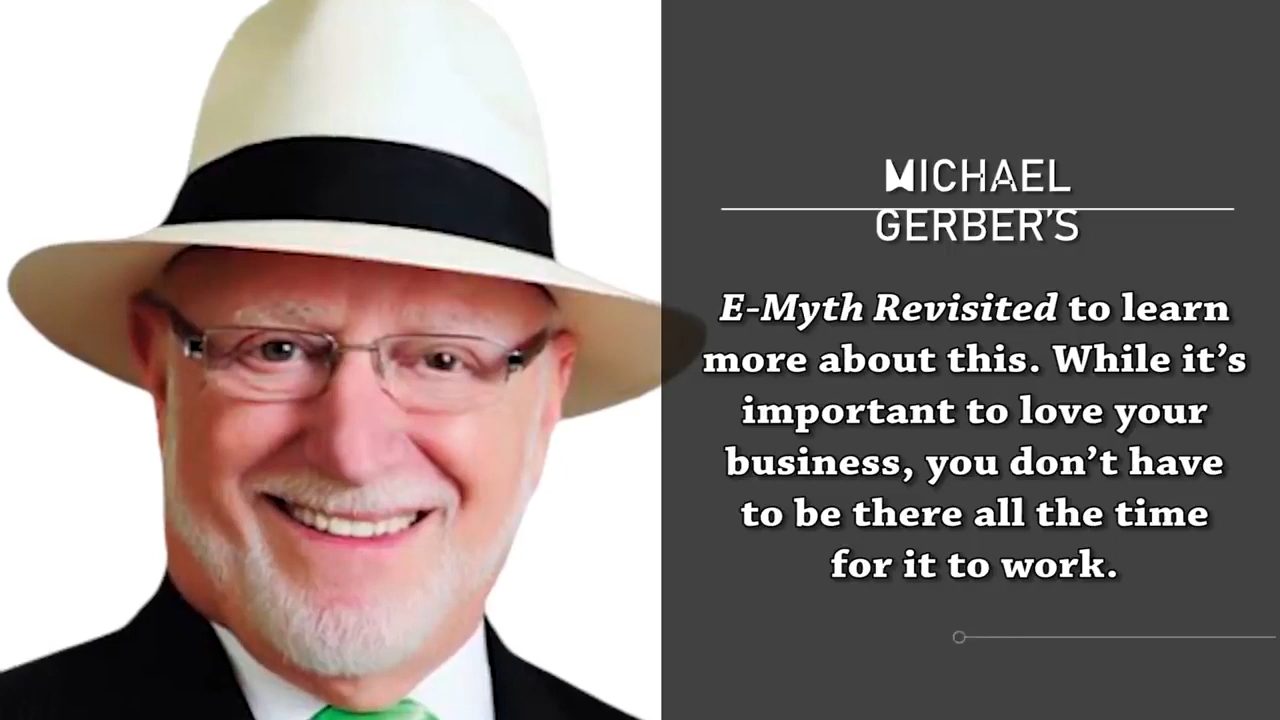 MICHAEL
GERBER'S
E-Myth Revisited to learn
more about this. While it's
important to love your
business, you don't have
to be there all the time
for it to work.